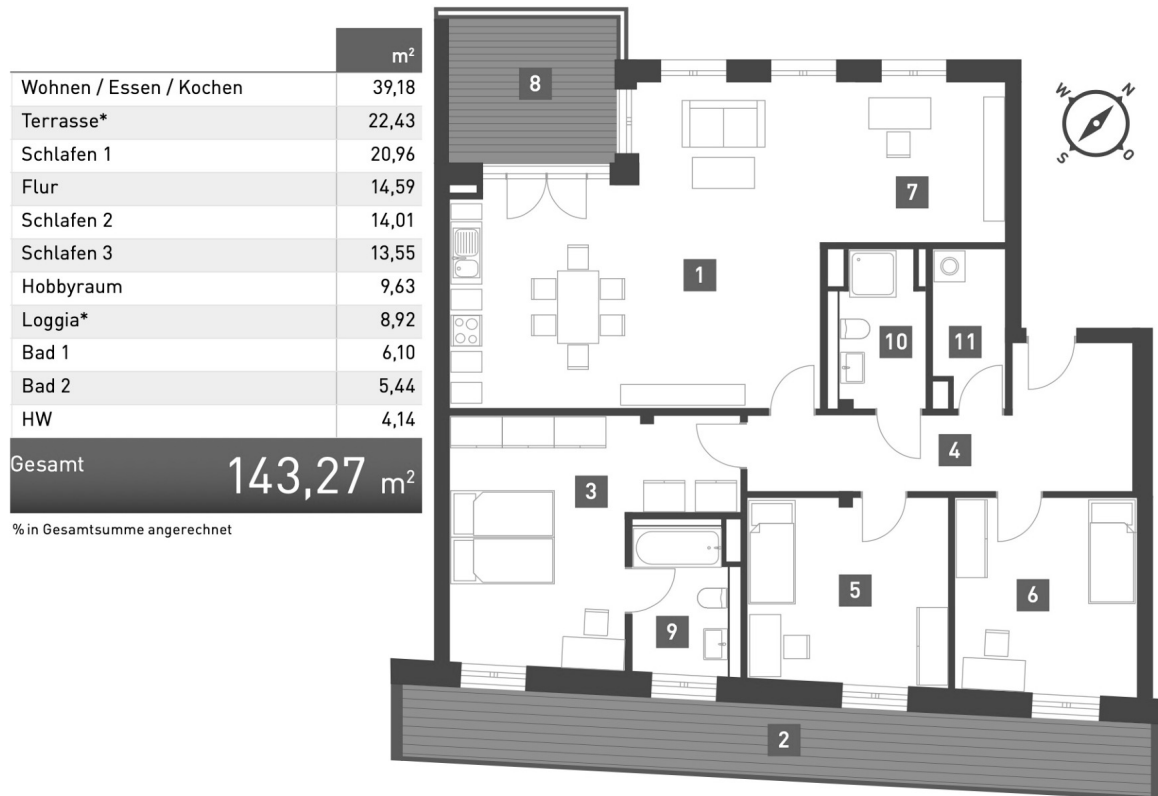 m²
Wohnen / Essen / Kochen 39,18
Terrasse* 22,43
Schlafen 1 20,96
Flur 14,59
Schlafen 2 14,01
Schlafen 3 13,55
Hobbyraum 9,63
Loggia* 8,92
Bad 1 6,10
Bad 2 5,44
HW 4,14
Gesamt 143,27 m²
% in Gesamtsumme angerechnet
8
W N
S O
7
1
10 11
4
3
5
6
9
2